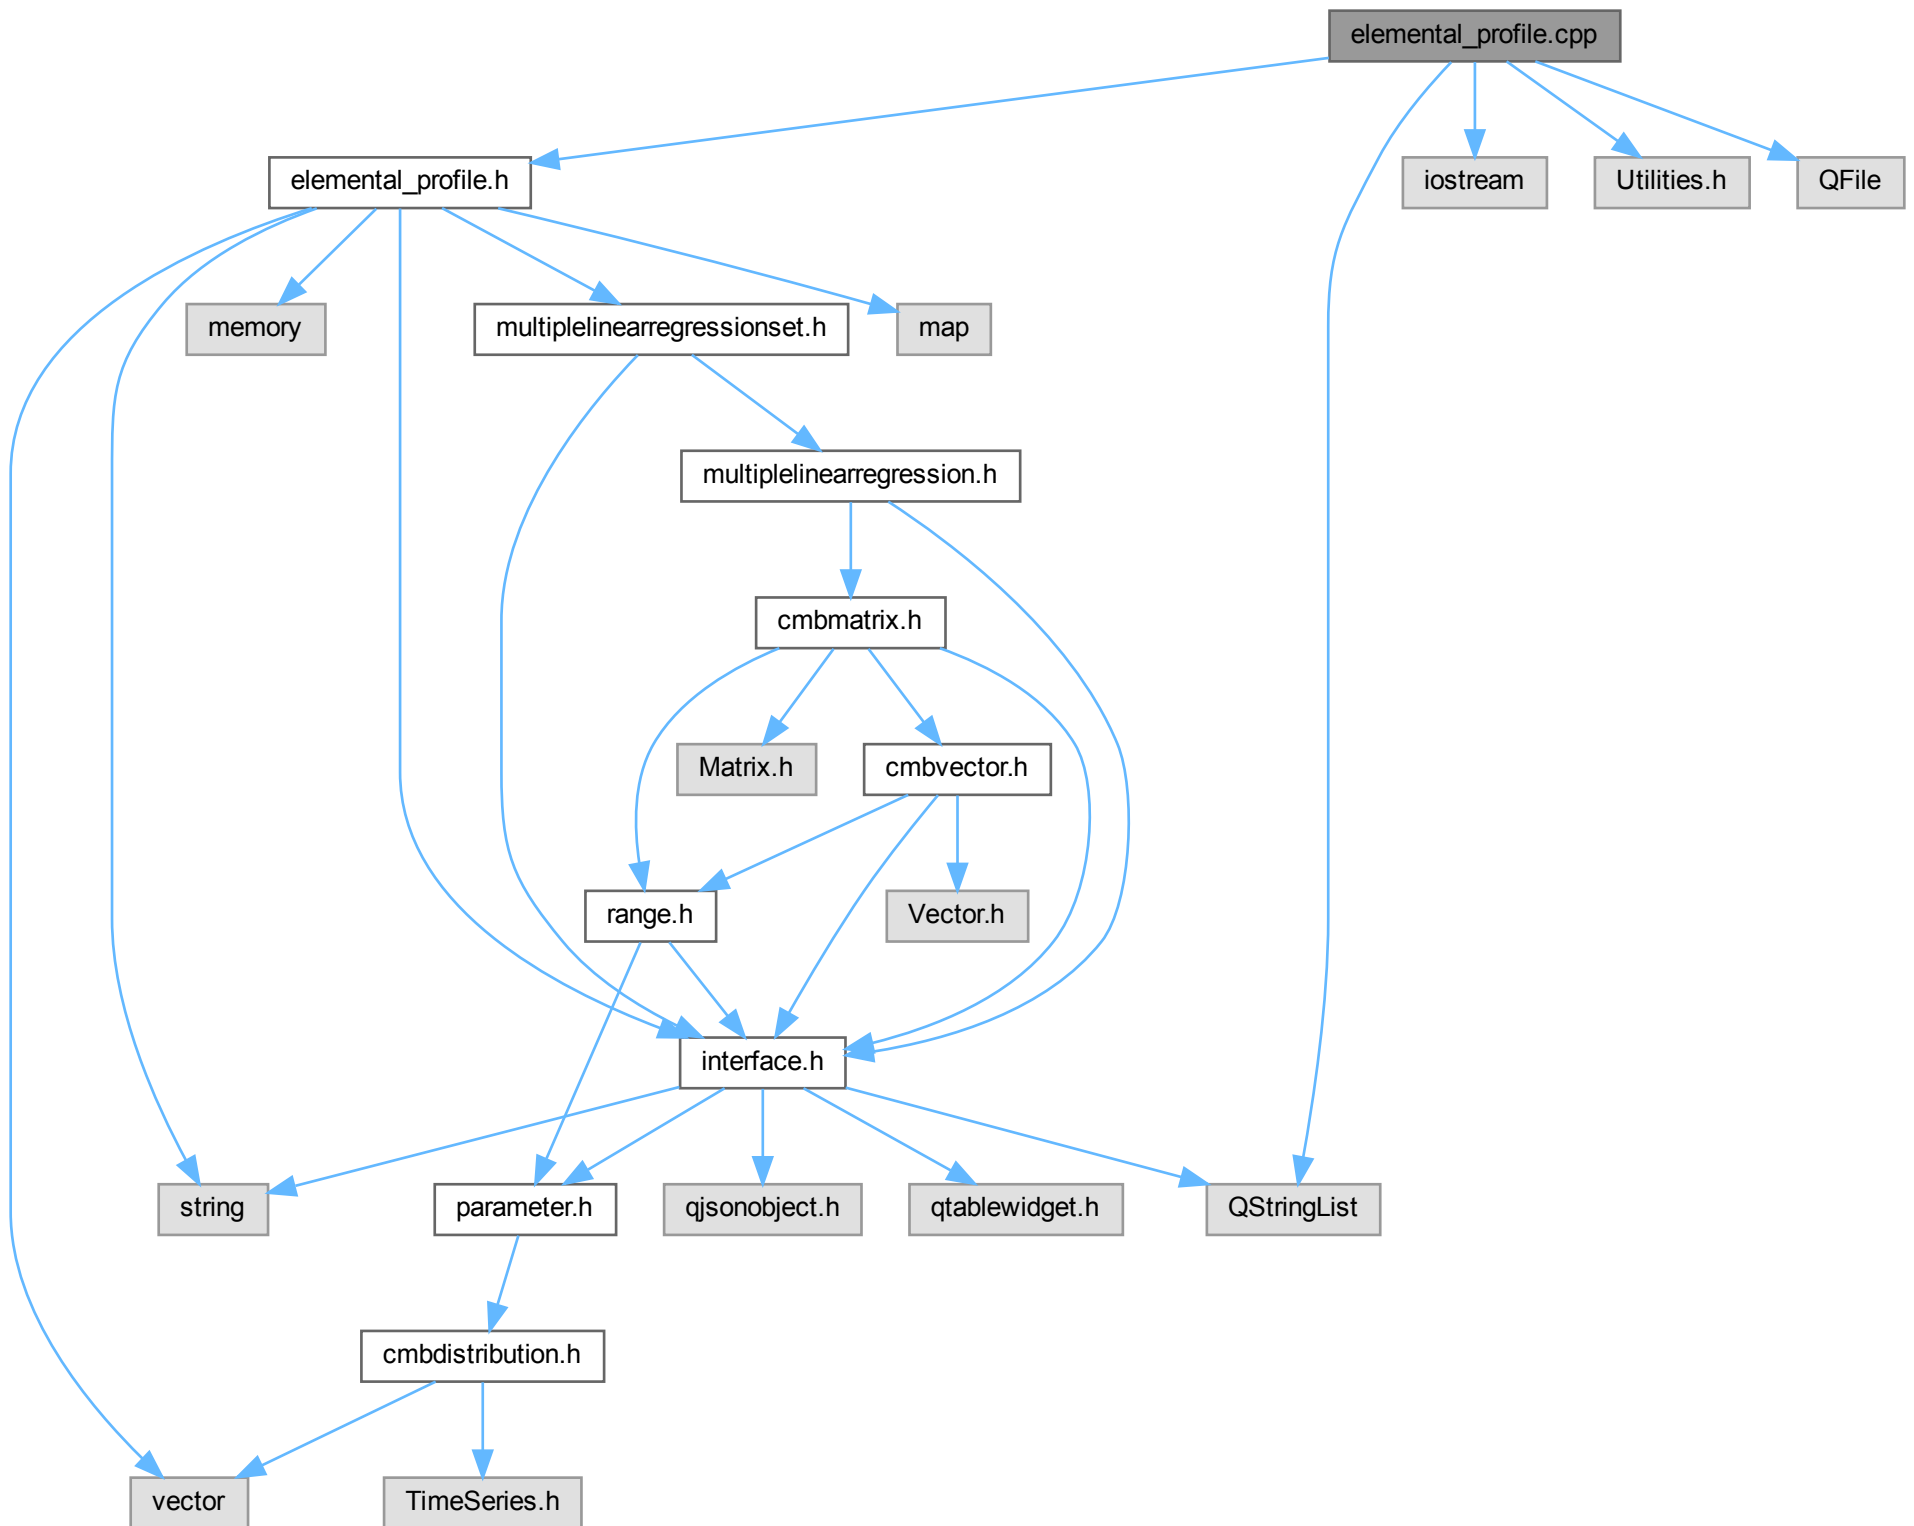 elemental_profile.cpp
elemental_profile.h
iostream
Utilities.h
QFile
memory
multiplelinearregressionset.h
map
multiplelinearregression.h
cmbmatrix.h
Matrix.h
cmbvector.h
range.h
Vector.h
interface.h
string
parameter.h
qjsonobject.h
qtablewidget.h
QStringList
cmbdistribution.h
vector
TimeSeries.h